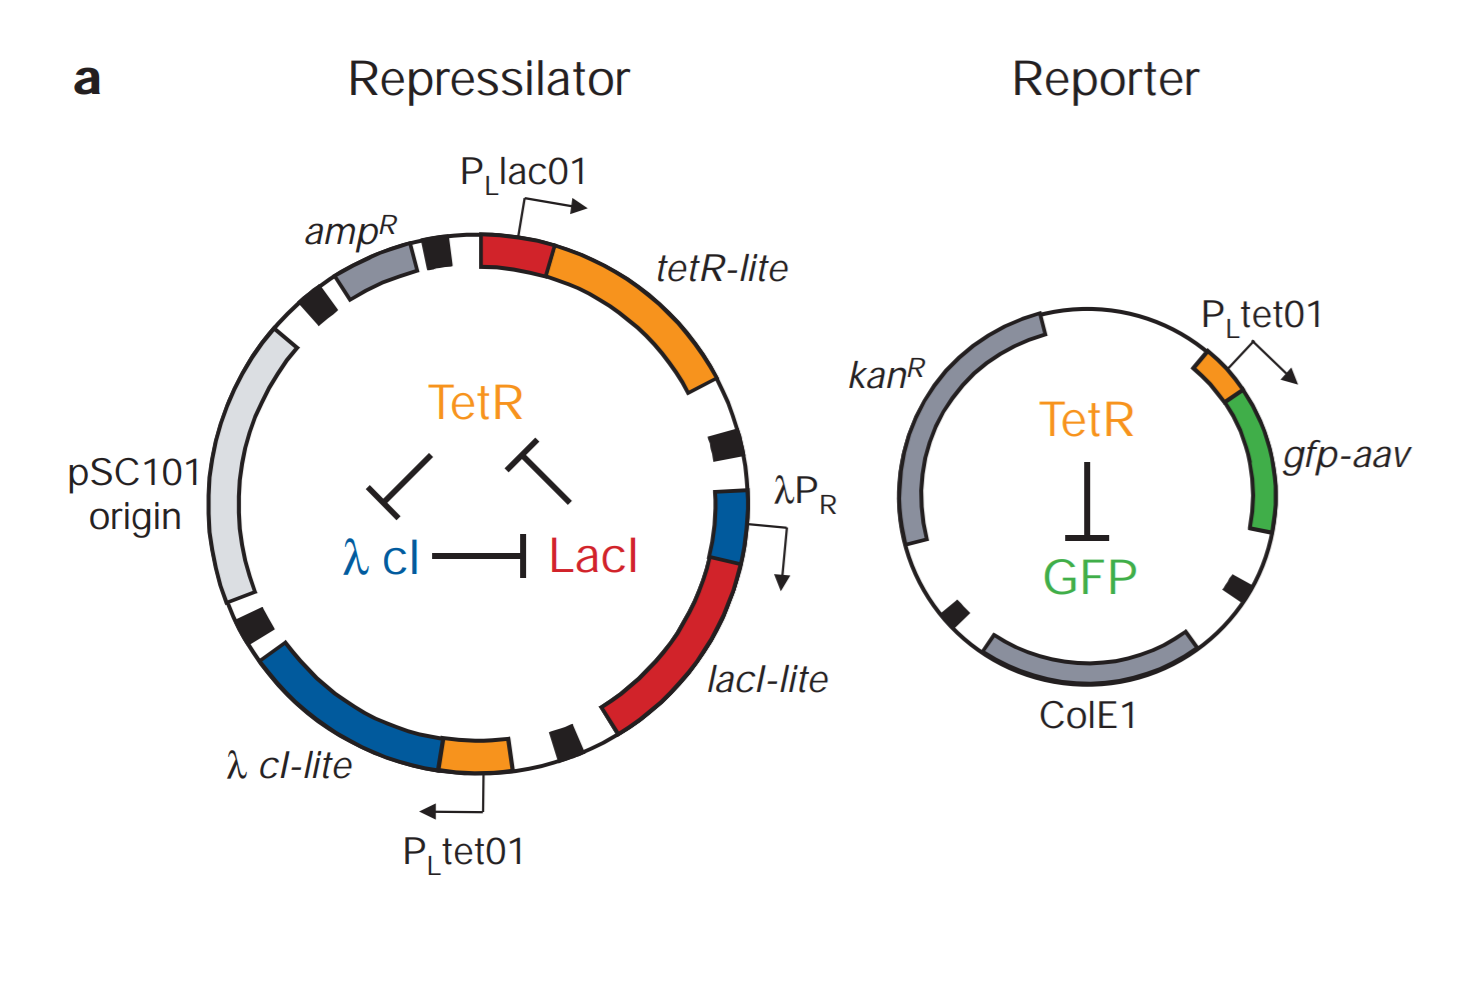 a
Repressilator
Reporter
PLlac01
ampR
tetR-lite
PLtet01
kanR
TetR
TetR
gfp-aav
pSC101
origin
λPR
λ cI
LacI
GFP
lacI-lite
ColE1
λ cI-lite
PLtet01